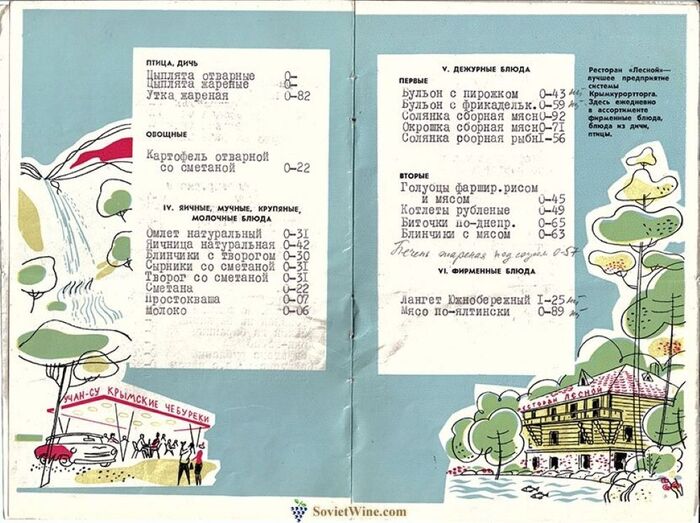 ПТИЦА, ДИЧЬ
Цыплята отварные 0–
Цыплята жареные 0–
Утка жареная 0–82
ОВОЩНЫЕ
Картофель отварной
со сметаной 0–22
IV. ЯИЧНЫЕ, МУЧНЫЕ, КРУПЯНЫЕ,
МОЛОЧНЫЕ БЛЮДА
Омлет натуральный 0–31
Яичница натуральная 0–42
Блинчики с творогом 0–30
Сырники со сметаной 0–31
Творог со сметаной 0–31
Сметана 0–22
Простокваша 0–07
Молоко 0–06
УЧАН-СУ КРЫМСКИЕ ЧЕБУРЕКИ
V. ДЕЖУРНЫЕ БЛЮДА
ПЕРВЫЕ
Бульон с пирожком 0–43
Бульон с фрикадельк. 0–59
Солянка сборная мясн 0–92
Окрошка сборная мясн 0–71
Солянка сборная рыбн 1–56
ВТОРЫЕ
Голубцы фаршир.рисом
и мясом 0–45
Котлеты рубленые 0–49
Биточки по-днепр. 0–65
Блинчики с мясом 0–63
Печень жареная под соусом 0–57
VI. ФИРМЕННЫЕ БЛЮДА
Лангет Южнобережный 1–25
Мясо по-ялтински 0–89
Ресторан «Лесной»—
лучшее предприятие
системы
Крымкурортторга.
Здесь ежедневно
в ассортименте
фирменные блюда,
блюда из дичи,
птицы.
РЕСТОРАН ЛЕСНОЙ
SovietWine.com